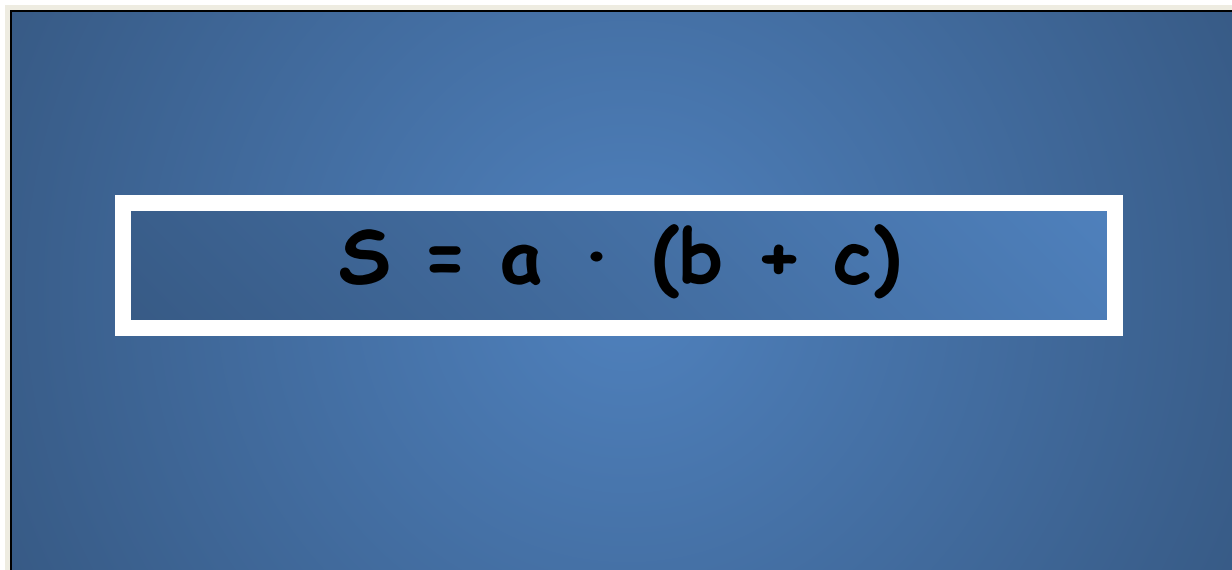 S = a · (b + c)